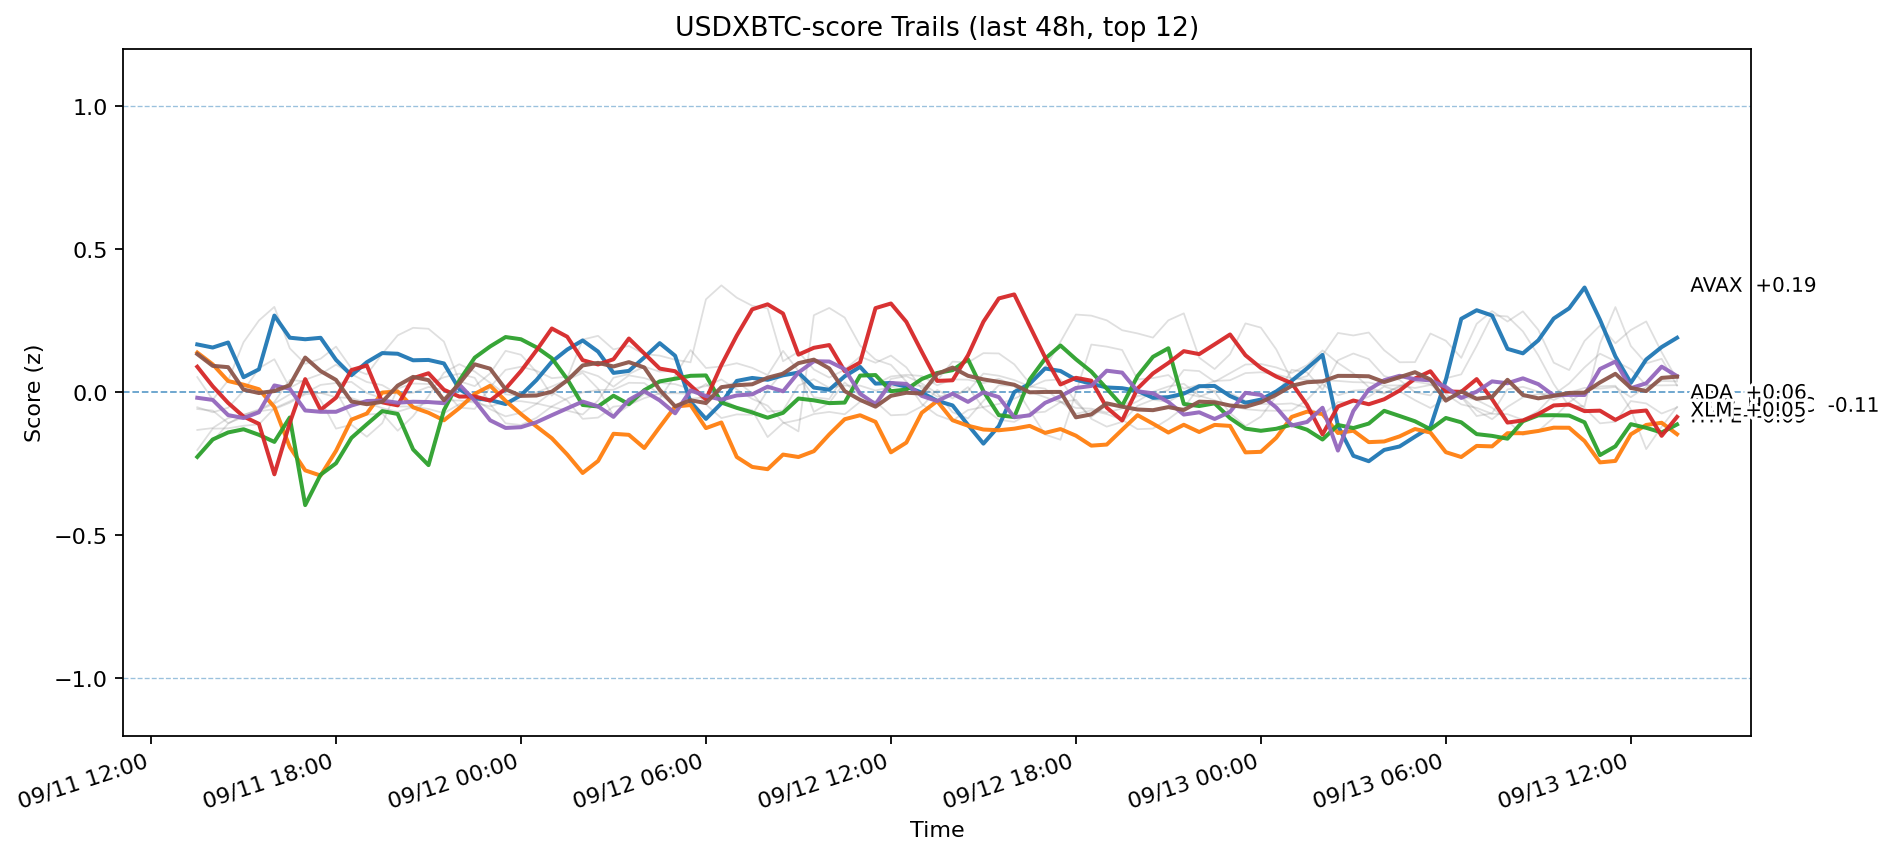 USDXBTC-score Trails (last 48h, top 12)
Score (z)
1.0
0.5
0.0
−0.5
−1.0
AVAX +0.19
ADA +0.06
-0.11
XLM +0.05
09/11 12:00
09/11 18:00
09/12 00:00
09/12 06:00
09/12 12:00
09/12 18:00
09/13 00:00
09/13 06:00
09/13 12:00
Time